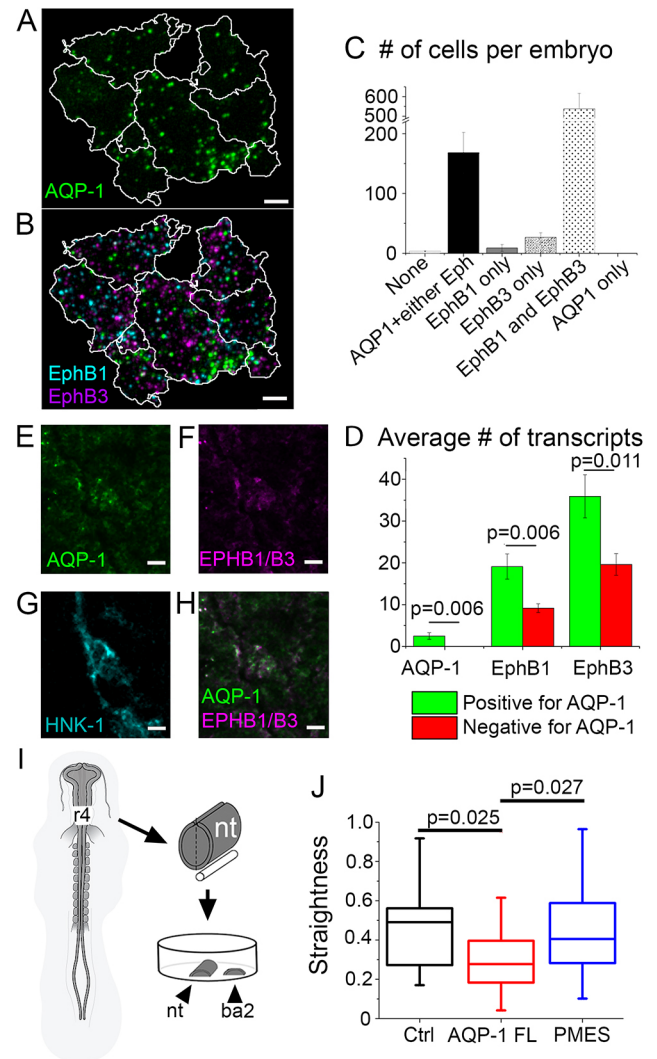 A
AQP-1
B
EphB1
EphB3
C # of cells per embryo
600
500
200
100
0
None
AQP1+either Eph
EphB1 only
EphB3 only
EphB1 and EphB3
AQP1 only
D Average # of transcripts
40
30
20
10
0
p=0.006
p=0.006
p=0.011
AQP-1 EphB1 EphB3
Positive for AQP-1
Negative for AQP-1
E
AQP-1
F
EPHB1/B3
G
HNK-1
H
AQP-1
EPHB1/B3
I
r4
nt
nt ba2
J
p=0.025
p=0.027
Straightness
1.0
0.8
0.6
0.4
0.2
0
Ctrl AQP-1 FL PMES